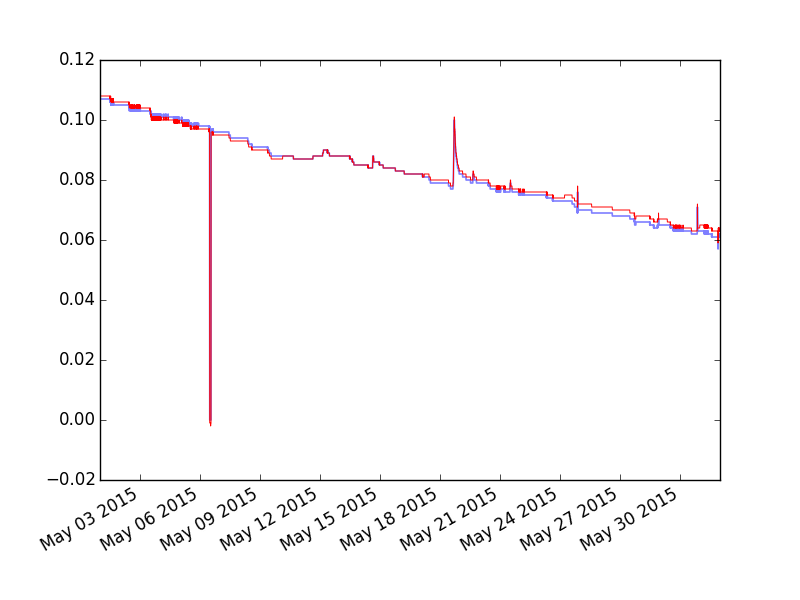 0.12
0.10
0.08
0.06
0.04
0.02
0.00
−0.02
May 03 2015
May 06 2015
May 09 2015
May 12 2015
May 15 2015
May 18 2015
May 21 2015
May 24 2015
May 27 2015
May 30 2015